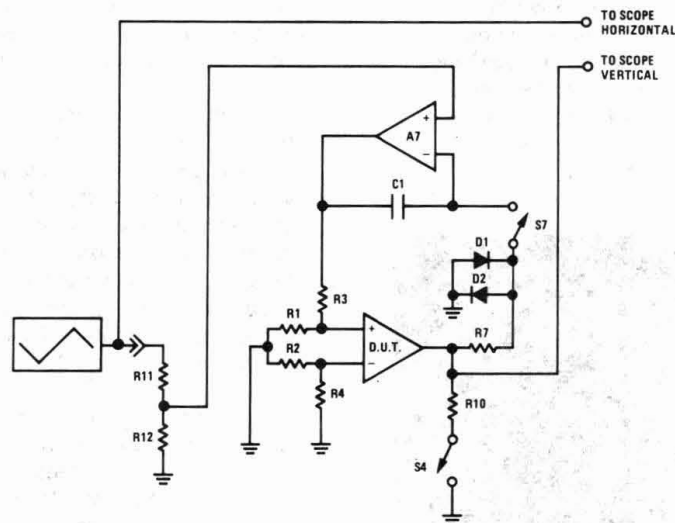 TO SCOPE
HORIZONTAL
TO SCOPE
VERTICAL
+
A7
−
C1
S7
D1
D2
R3
R1
+
R7
D.U.T.
R2
−
R11
R4
R10
R12
S4